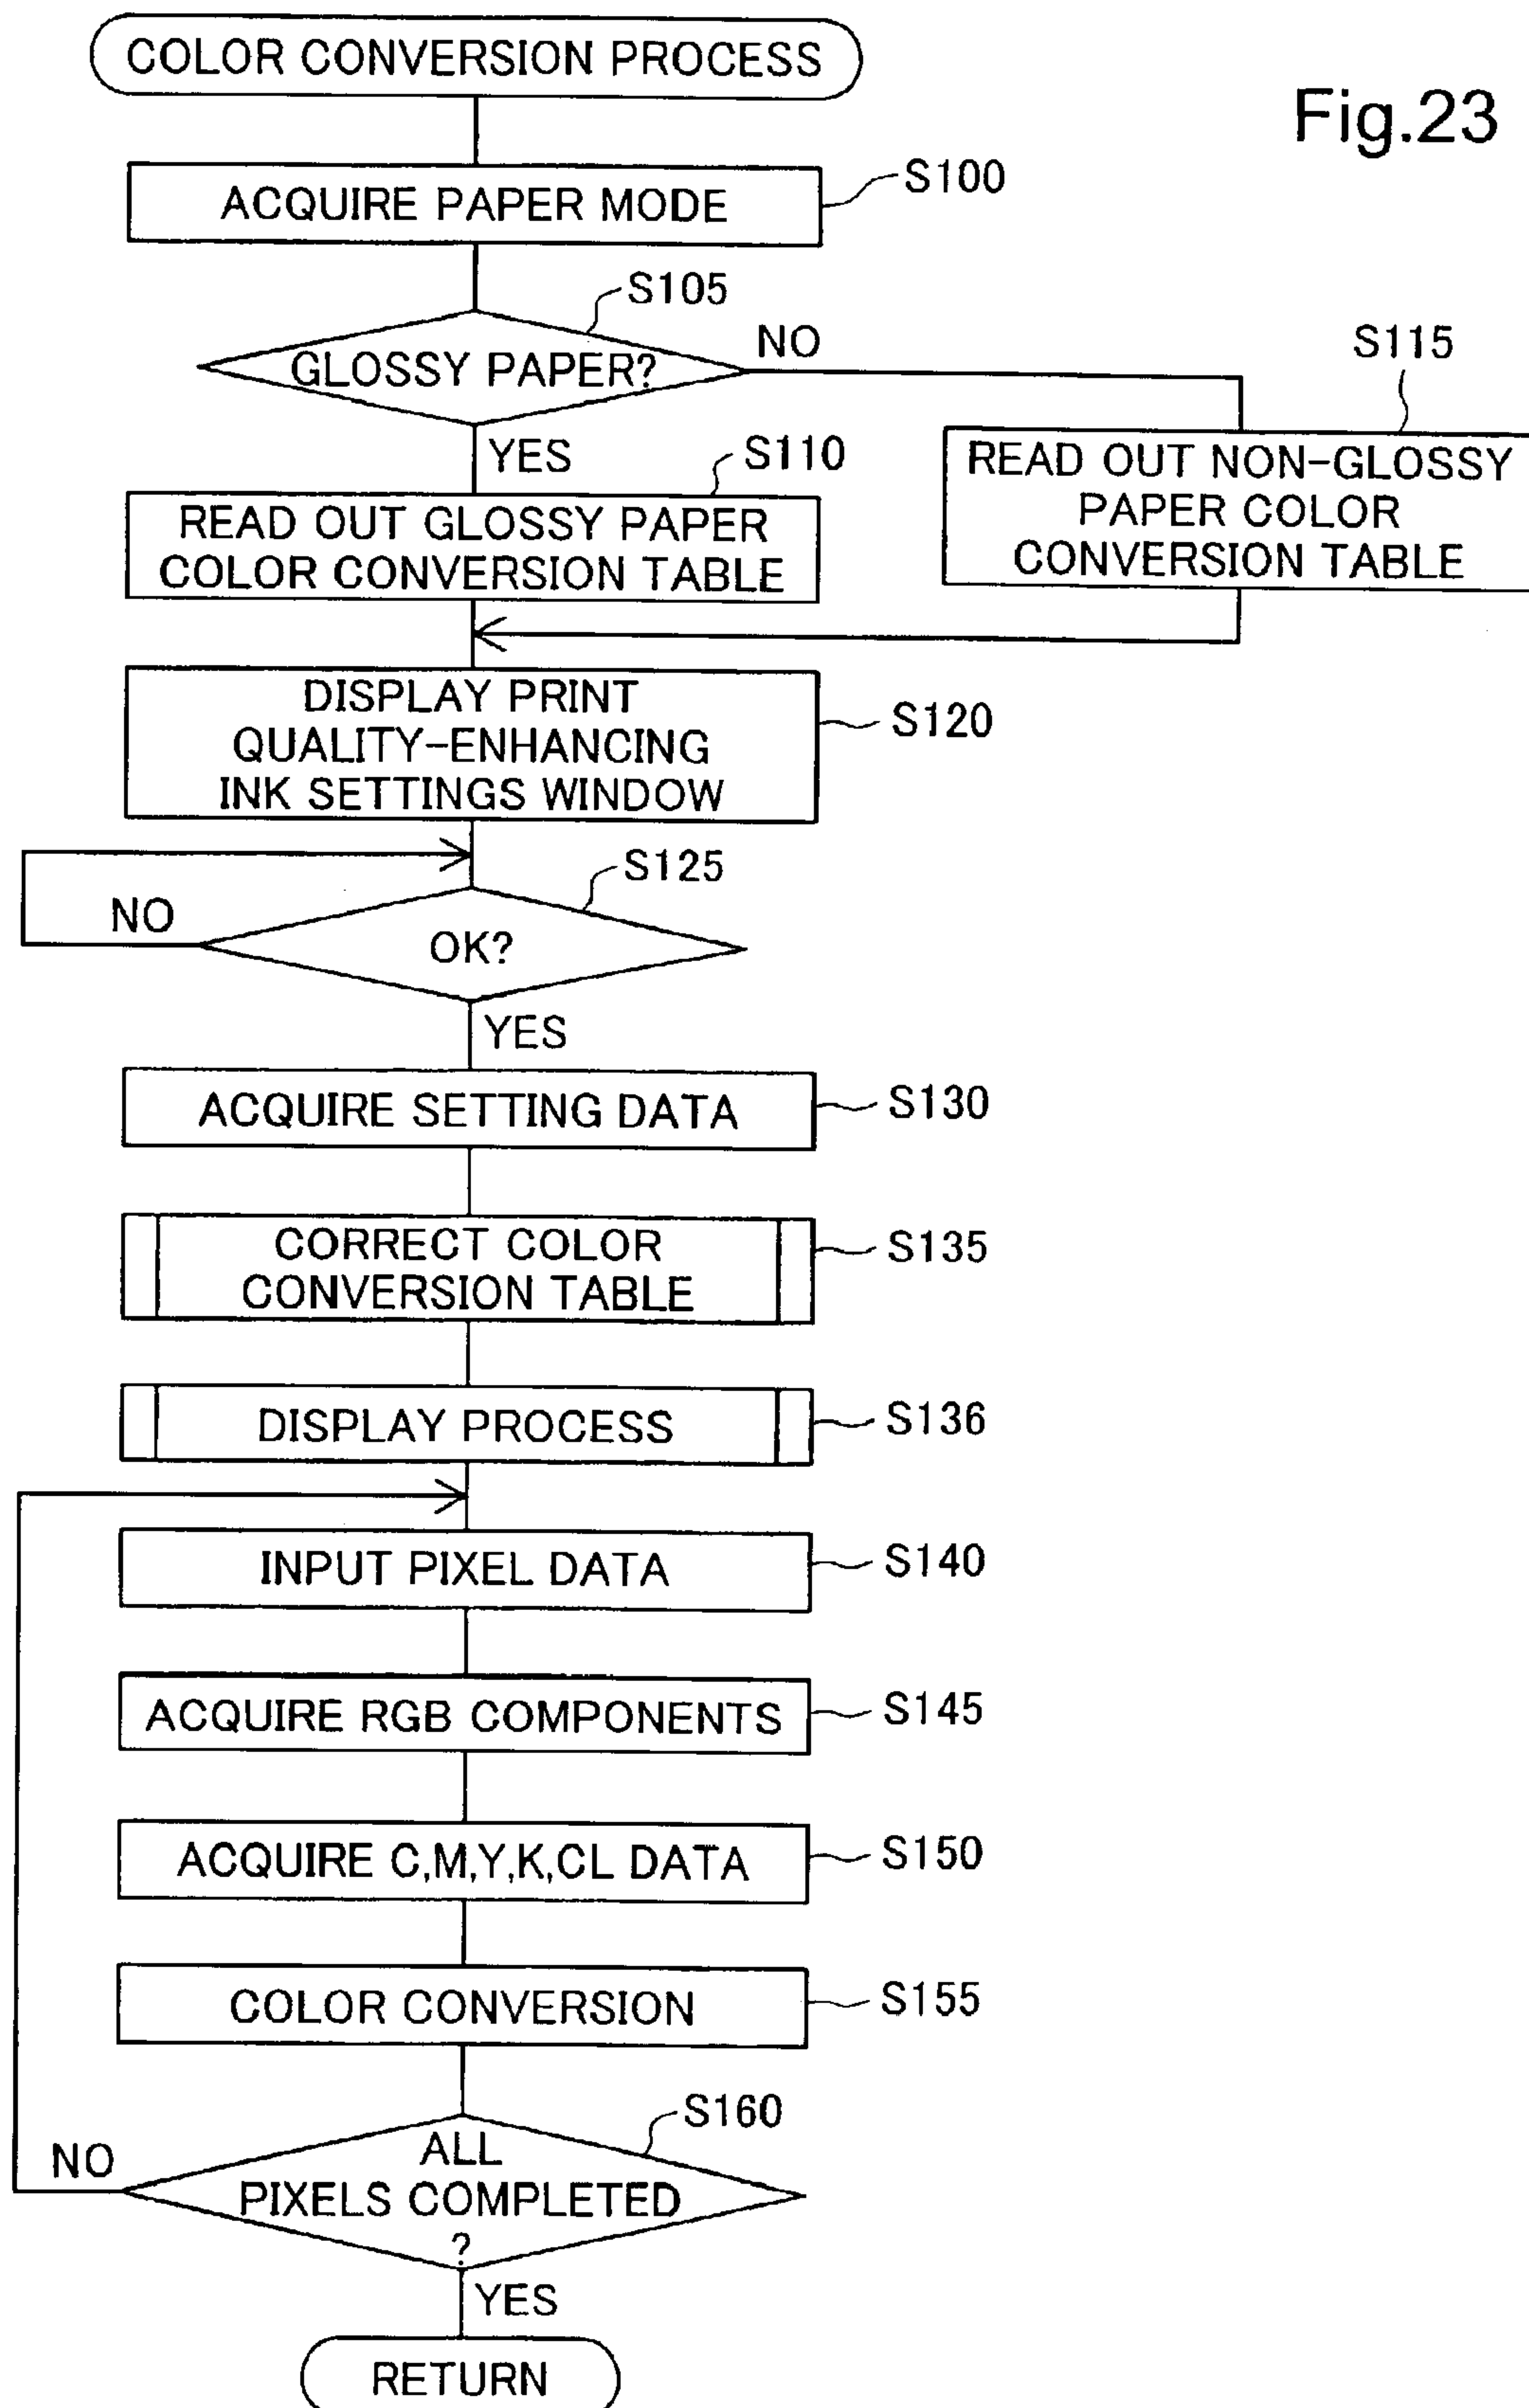 COLOR CONVERSION PROCESS
Fig.23
ACQUIRE PAPER MODE
S100
S105
GLOSSY PAPER?
NO
S115
YES
S110
READ OUT GLOSSY PAPER
COLOR CONVERSION TABLE
READ OUT NON-GLOSSY
PAPER COLOR
CONVERSION TABLE
DISPLAY PRINT
QUALITY-ENHANCING
INK SETTINGS WINDOW
S120
S125
NO
OK?
YES
ACQUIRE SETTING DATA
S130
CORRECT COLOR
CONVERSION TABLE
S135
DISPLAY PROCESS
S136
INPUT PIXEL DATA
S140
ACQUIRE RGB COMPONENTS
S145
ACQUIRE C,M,Y,K,CL DATA
S150
COLOR CONVERSION
S155
S160
NO
ALL
PIXELS COMPLETED
?
YES
RETURN